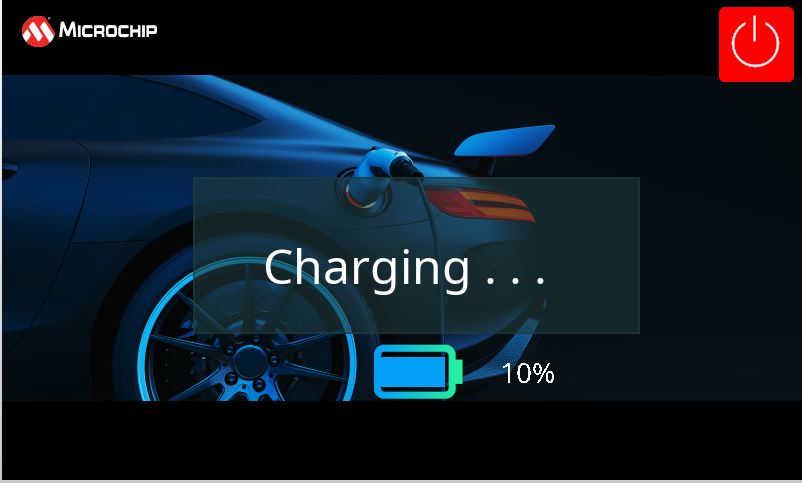 MICROCHIP
Charging . . .
10%